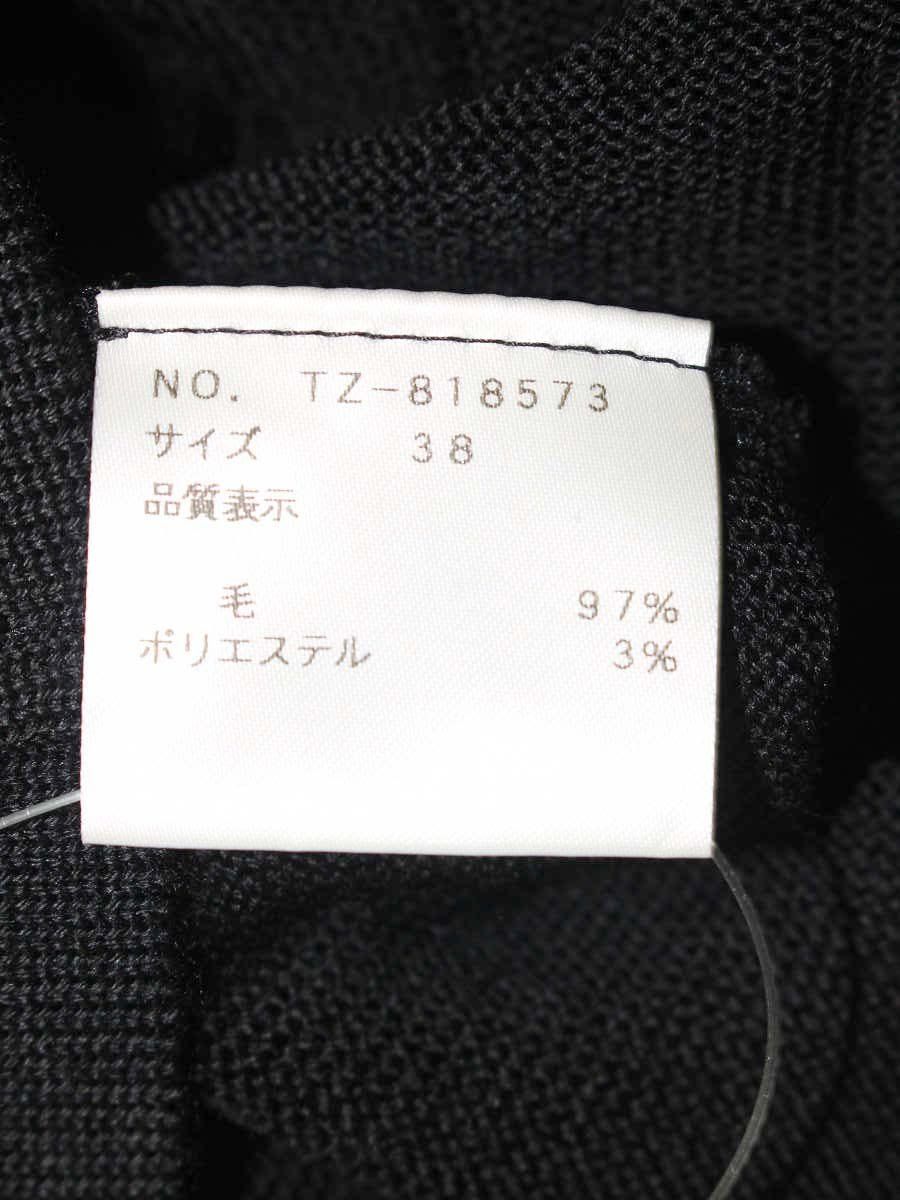 NO. TZ-818573
サイズ 38
品質表示
毛 97%
ポリエステル 3%